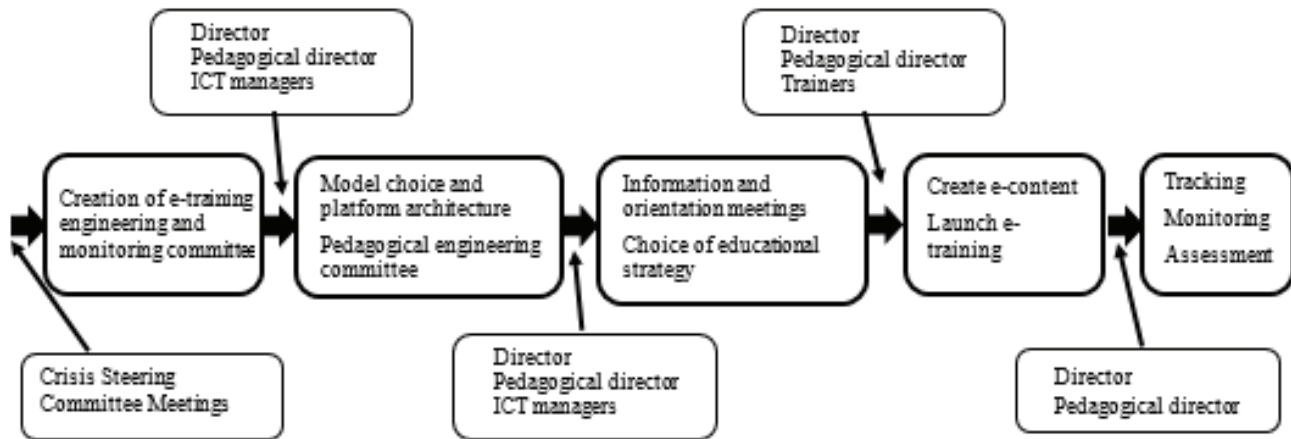 Director
Pedagogical director
ICT managers
Director
Pedagogical director
Trainers
Creation of e-training
engineering and
monitoring committee
Model choice and
platform architecture
Pedagogical engineering
committee
Information and
orientation meetings
Choice of educational
strategy
Create e-content
Launch e-
training
Tracking
Monitoring
Assessment
Crisis Steering
Committee Meetings
Director
Pedagogical director
ICT managers
Director
Pedagogical director